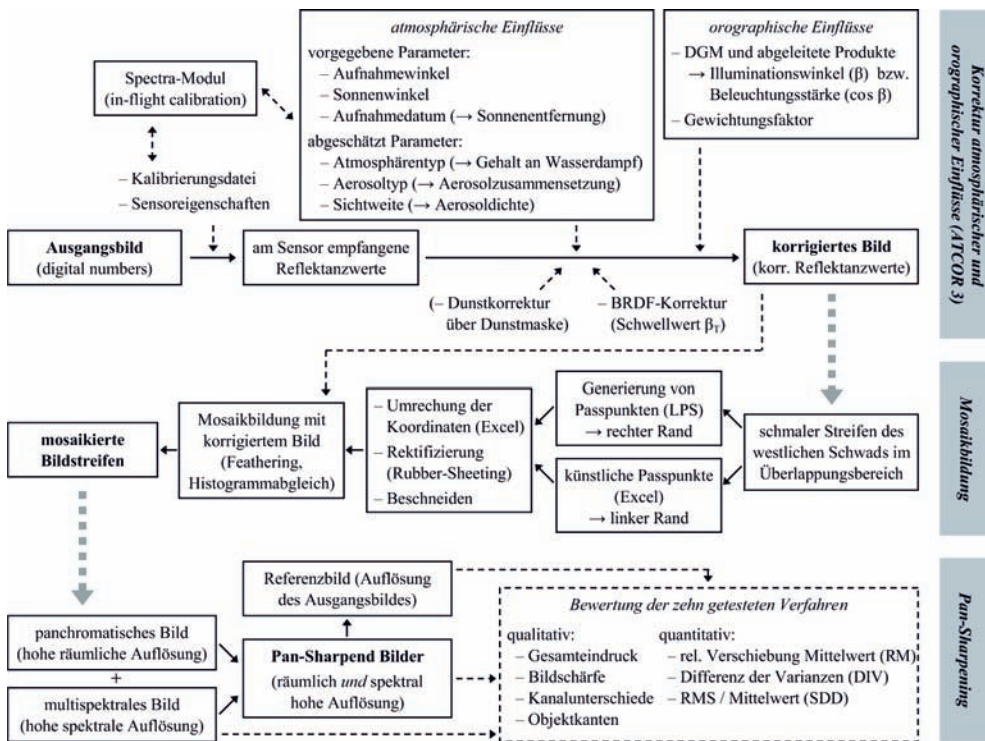 atmosphärische Einflüsse
vorgegebene Parameter:
– Aufnahmewinkel
– Sonnenwinkel
– Aufnahmedatum (→ Sonnenentfernung)
abgeschätzt Parameter:
– Atmosphärentyp (→ Gehalt an Wasserdampf)
– Aerosoltyp (→ Aerosolzusammensetzung)
– Sichtweite (→ Aerosoldichte)
orographische Einflüsse
– DGM und abgeleitete Produkte
→ Illuminationswinkel (β) bzw.
Beleuchtungsstärke (cos β)
– Gewichtungsfaktor
Spectra-Modul
(in-flight calibration)
– Kalibrierungsdatei
– Sensoreigenschaften
Ausgangsbild
(digital numbers)
am Sensor empfangene
Reflektanzwerte
korrigiertes Bild
(korr. Reflektanzwerte)
(– Dunstkorrektur
über Dunstmaske)
– BRDF-Korrektur
(Schwellwert βT)
Korrektur atmosphärischer und
orographischer Einflüsse (ATCOR 3)
mosaikierte
Bildstreifen
Mosaikbildung mit
korrigiertem Bild
(Feathering,
Histogrammabgleich)
– Umrechung der
Koordinaten (Excel)
– Rektifizierung
(Rubber-Sheeting)
– Beschneiden
Generierung von
Passpunkten (LPS)
→ rechter Rand
künstliche Passpunkte
(Excel)
→ linker Rand
schmaler Streifen des
westlichen Schwads im
Überlappungsbereich
Mosaikbildung
Referenzbild (Auflösung
des Ausgangsbildes)
panchromatisches Bild
(hohe räumliche Auflösung)
+
multispektrales Bild
(hohe spektrale Auflösung)
Pan-Sharpend Bilder
(räumlich und spektral
hohe Auflösung)
Bewertung der zehn getesteten Verfahren
qualitativ:
– Gesamteindruck
– Bildschärfe
– Kanalunterschiede
– Objektkanten
quantitativ:
– rel. Verschiebung Mittelwert (RM)
– Differenz der Varianzen (DIV)
– RMS / Mittelwert (SDD)
Pan-Sharpening